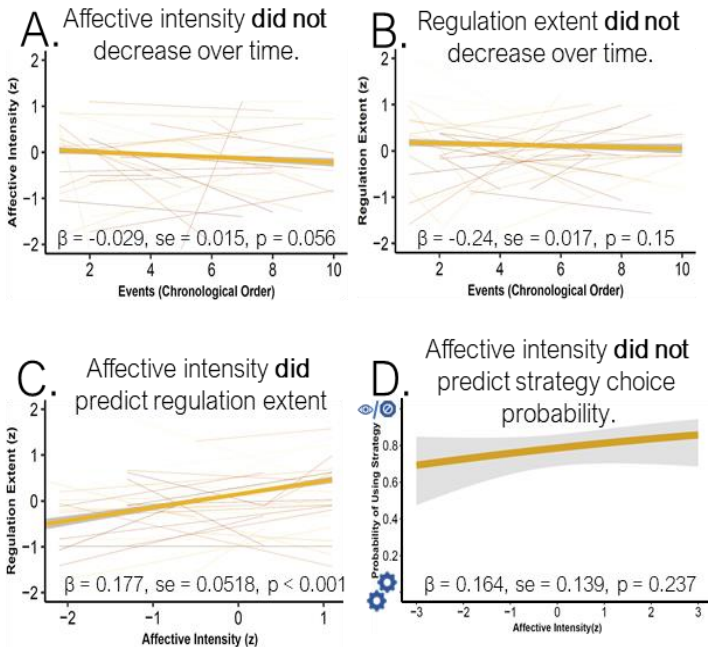 A.
Affective intensity did not
decrease over time.
Affective Intensity (z)
2
1
0
−1
−2
β = -0.029, se = 0.015, p = 0.056
2 4 6 8 10
Events (Chronological Order)
B.
Regulation extent did not
decrease over time.
Regulation Extent (z)
2
1
0
−1
−2
β = -0.24, se = 0.017, p = 0.15
2 4 6 8 10
Events (Chronological Order)
C.
Affective intensity did
predict regulation extent
Regulation Extent (z)
2
1
0
−1
−2
β = 0.177, se = 0.0518, p < 0.001
−2 −1 0 1
Affective Intensity (z)
D.
Affective intensity did not
predict strategy choice
probability.
Probability of Using Strategy
/
0.8
0.6
0.4
0.2
β = 0.164, se = 0.139, p = 0.237
−3 −2 −1 0 1 2 3
Affective Intensity(z)